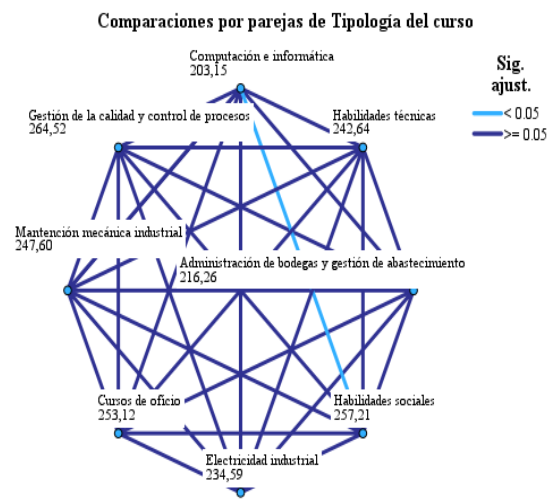 Comparaciones por parejas de Tipología del curso
Computación e informática
203,15
Sig.
ajust.
< 0.05
>= 0.05
Gestión de la calidad y control de procesos
264,52
Habilidades técnicas
242,64
Mantención mecánica industrial
247,60
Administración de bodegas y gestión de abastecimiento
216,26
Cursos de oficio
253,12
Habilidades sociales
257,21
Electricidad industrial
234,59